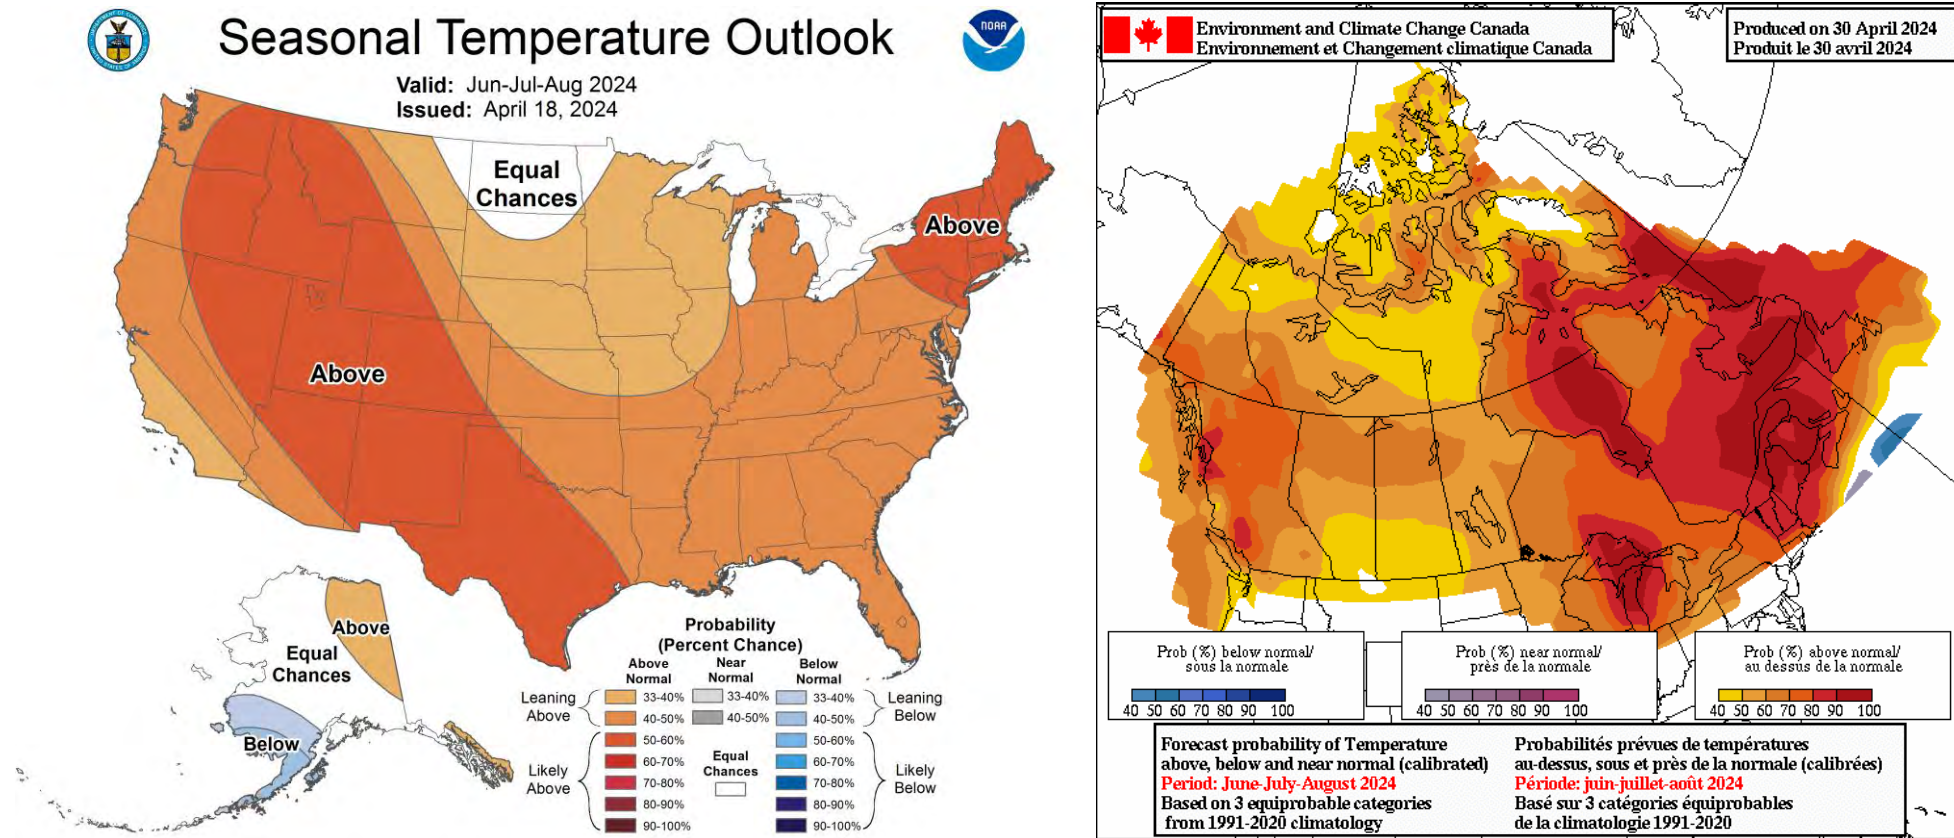 Seasonal Temperature Outlook
NOAA
Valid: Jun-Jul-Aug 2024
Issued: April 18, 2024
Equal
Chances
Above
Above
Above
Equal
Chances
Below
Probability
(Percent Chance)
Above
Normal
Near
Normal
Below
Normal
Leaning
Above
33-40%
33-40%
33-40%
Leaning
Below
40-50%
40-50%
40-50%
Likely
Above
50-60%
60-70%
70-80%
80-90%
90-100%
Equal
Chances
50-60%
60-70%
70-80%
80-90%
90-100%
Likely
Below
Environment and Climate Change Canada
Environnement et Changement climatique Canada
Produced on 30 April 2024
Produit le 30 avril 2024
Prob (%) below normal/
sous la normale
40 50 60 70 80 90 100
Prob (%) near normal/
près de la normale
40 50 60 70 80 90 100
Prob (%) above normal/
au dessus de la normale
40 50 60 70 80 90 100
Forecast probability of Temperature
above, below and near normal (calibrated)
Period: June-July-August 2024
Based on 3 equiprobable categories
from 1991-2020 climatology
Probabilités prévues de températures
au-dessus, sous et près de la normale (calibrées)
Période: juin-juillet-août 2024
Basé sur 3 catégories équiprobables
de la climatologie 1991-2020